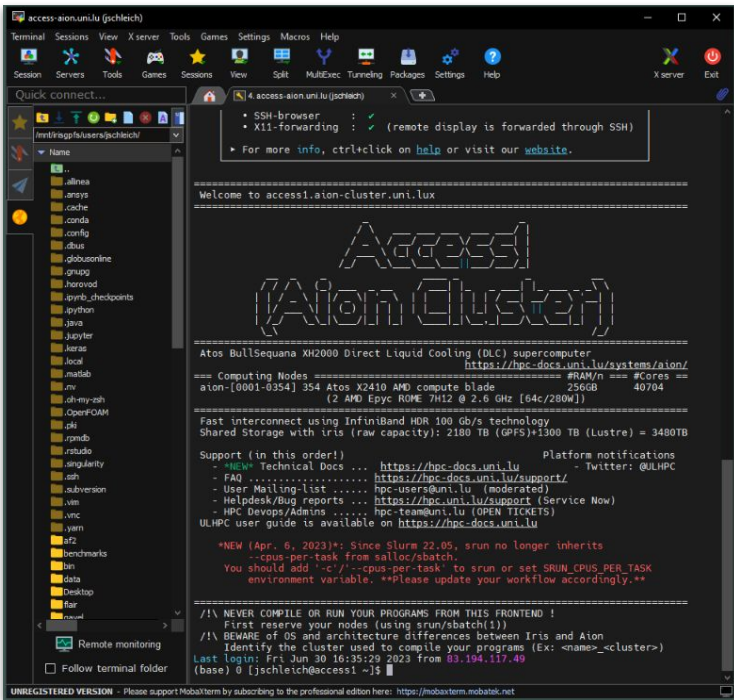 access-aion.uni.lu (jschleich)
Terminal Sessions View X server Tools Games Settings Macros Help
Session Servers Tools Games Sessions View Split MultiExec Tunneling Packages Settings Help X server Exit
Quick connect...
4. access-aion.uni.lu (jschleich)
/mnt/irisgpfs/users/jschleich/
Name
..
.allinea
.ansys
.cache
.conda
.config
.dbus
.globusonline
.gnupg
.horovod
.ipynb_checkpoints
.ipython
.java
.jupyter
.keras
.local
.matlab
.nv
.oh-my-zsh
.OpenFOAM
.pki
.rpmdb
.rstudio
.singularity
.ssh
.subversion
.vim
.vnc
.yarn
af2
benchmarks
bin
data
Desktop
flair
gavel
Remote monitoring
Follow terminal folder
• SSH-browser : ✔
• X11-forwarding : ✔ (remote display is forwarded through SSH)
► For more info, ctrl+click on help or visit our website.
===============================================================================
Welcome to access1.aion-cluster.uni.lux
===============================================================================
Access|
(Aion Cluster)
===============================================================================
Atos BullSequana XH2000 Direct Liquid Cooling (DLC) supercomputer
https://hpc-docs.uni.lu/systems/aion/
=== Computing Nodes ======================================== #RAM/n === #Cores ==
aion-[0001-0354] 354 Atos X2410 AMD compute blade 256GB 40704
(2 AMD Epyc ROME 7H12 @ 2.6 GHz [64c/280W])
===============================================================================
Fast interconnect using InfiniBand HDR 100 Gb/s technology
Shared Storage with iris (raw capacity): 2180 TB (GPFS)+1300 TB (Lustre) = 3480TB
Support (in this order!) Platform notifications
- *NEW* Technical Docs ... https://hpc-docs.uni.lu - Twitter: @ULHPC
- FAQ .................... https://hpc-docs.uni.lu/support/
- User Mailing-list ...... hpc-users@uni.lu (moderated)
- Helpdesk/Bug reports ... https://hpc.uni.lu/support (Service Now)
- HPC Devops/Admins ...... hpc-team@uni.lu (OPEN TICKETS)
ULHPC user guide is available on https://hpc-docs.uni.lu
*NEW (Apr. 6, 2023)*: Since Slurm 22.05, srun no longer inherits
--cpus-per-task from salloc/sbatch.
You should add '-c'/'--cpus-per-task' to srun or set SRUN_CPUS_PER_TASK
environment variable. **Please update your workflow accordingly.**
===============================================================================
/!\ NEVER COMPILE OR RUN YOUR PROGRAMS FROM THIS FRONTEND !
First reserve your nodes (using srun/sbatch(1))
/!\ BEWARE of OS and architecture differences between Iris and Aion
Identify the cluster used to compile your programs (Ex: <name>_<cluster>)
Last login: Fri Jun 30 16:35:29 2023 from 83.194.117.49
(base) 0 [jschleich@access1 ~]$
UNREGISTERED VERSION - Please support MobaXterm by subscribing to the professional edition here: https://mobaxterm.mobatek.net